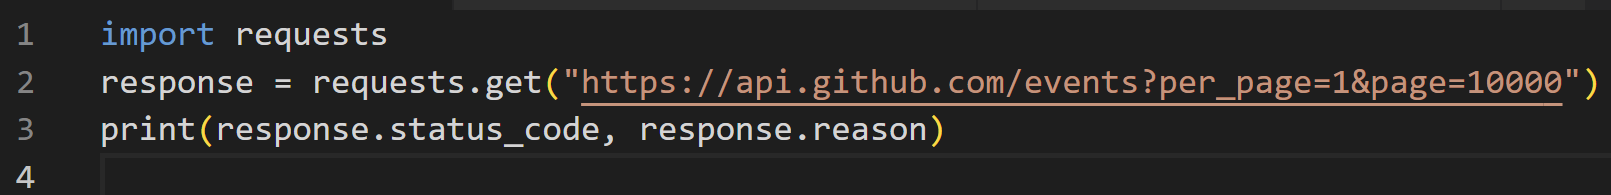 1 import requests
2 response = requests.get("https://api.github.com/events?per_page=1&page=10000")
3 print(response.status_code, response.reason)
4